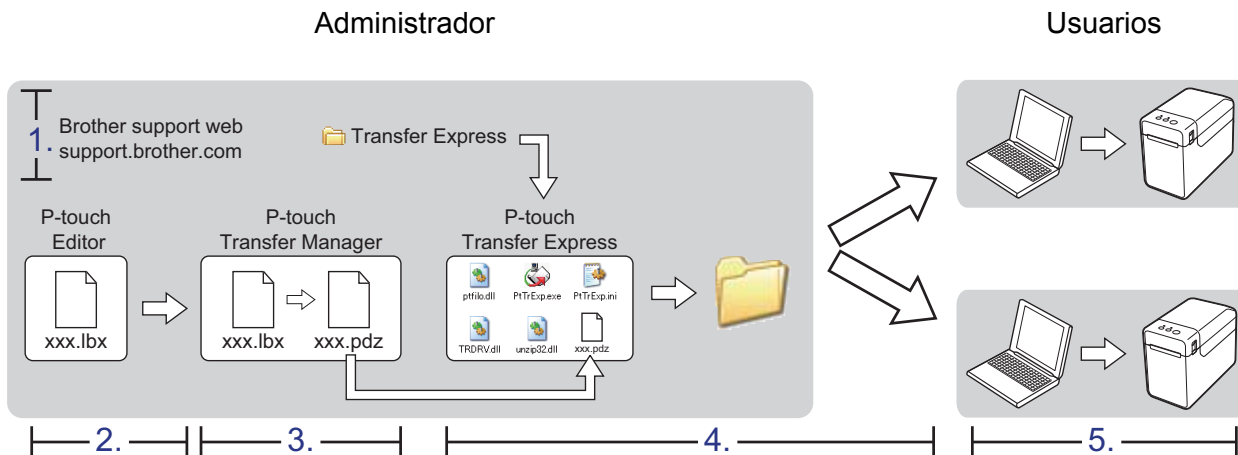 Administrador
Usuarios
1.
Brother support web
support.brother.com
Transfer Express
P-touch
Editor
xxx.lbx
P-touch
Transfer Manager
xxx.lbx
xxx.pdz
P-touch
Transfer Express
ptfilo.dll
PtTrExp.exe
PtTrExp.ini
TRDRV.dll
unzip32.dll
xxx.pdz
2.
3.
4.
5.